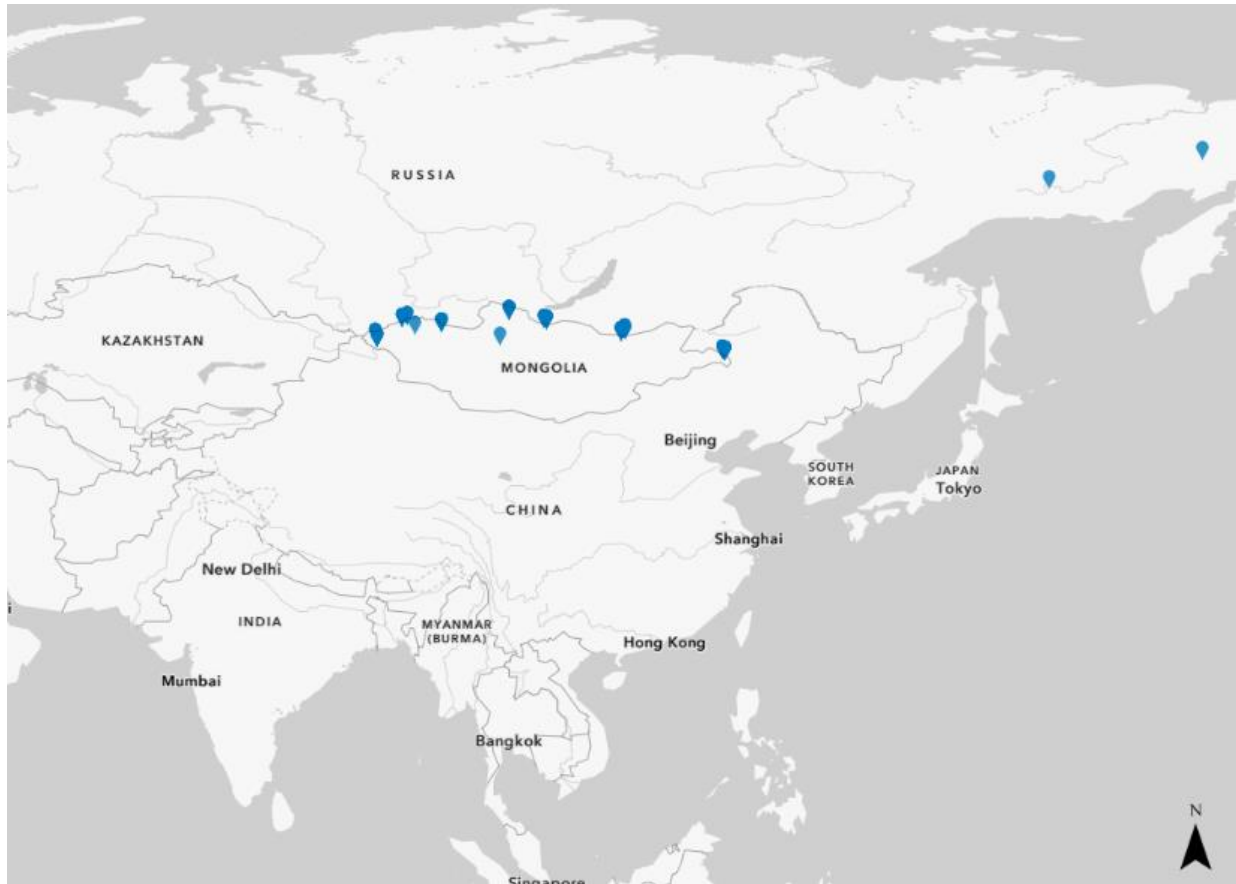 RUSSIA
KAZAKHSTAN
MONGOLIA
Beijing
SOUTH
KOREA
JAPAN
Tokyo
CHINA
Shanghai
New Delhi
i
INDIA
MYANMAR
(BURMA)
Hong Kong
Mumbai
Bangkok
N
Singapore